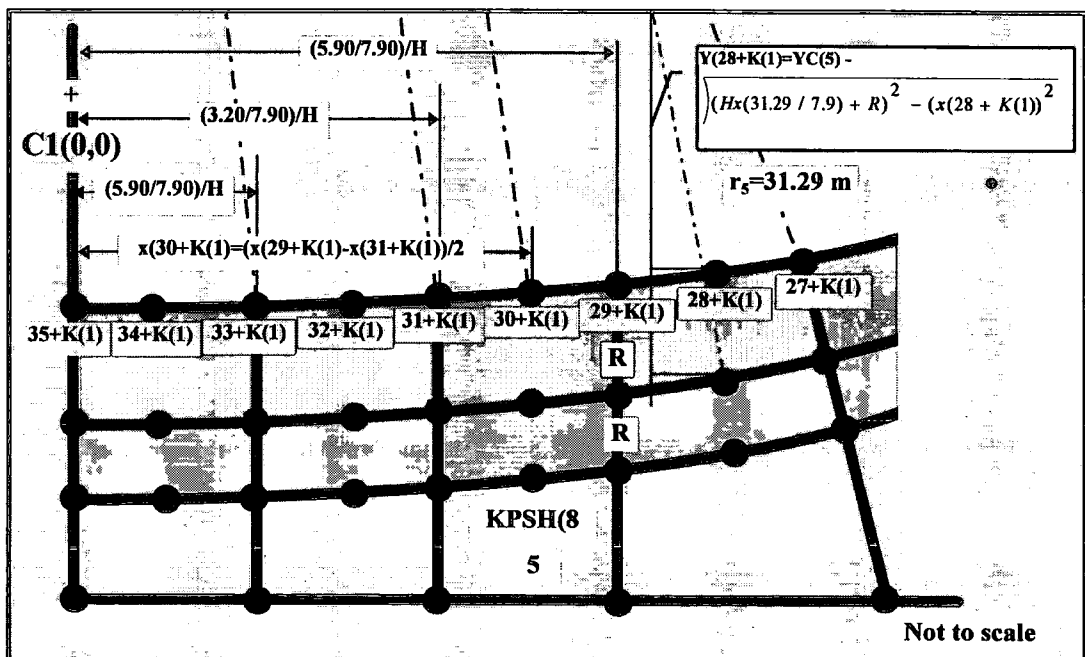 (5.90/7.90)/H
Y(28+K(1)=YC(5) -
√(Hx(31.29 / 7.9) + R)² - (x(28 + K(1))²
+
(3.20/7.90)/H
C1(0,0)
(5.90/7.90)/H
r₅=31.29 m
x(30+K(1)=(x(29+K(1)-x(31+K(1))/2
35+K(1) 34+K(1) 33+K(1) 32+K(1) 31+K(1) 30+K(1) 29+K(1) 28+K(1) 27+K(1)
R
R
KPSH(8
5
Not to scale